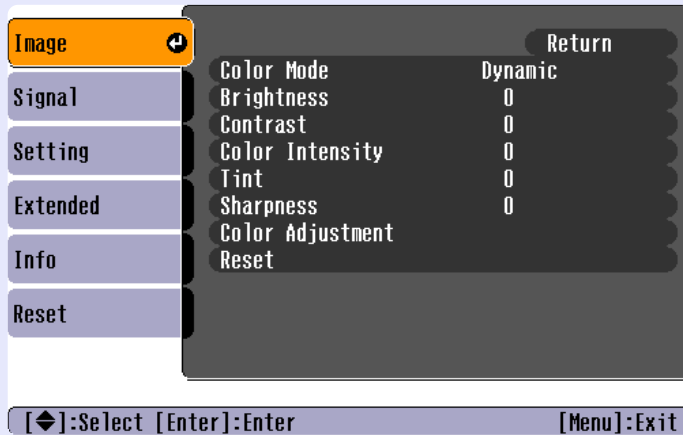 Image
Signal
Setting
Extended
Info
Reset
Return
Color Mode Dynamic
Brightness 0
Contrast 0
Color Intensity 0
Tint 0
Sharpness 0
Color Adjustment
Reset
[◆]:Select [Enter]:Enter [Menu]:Exit